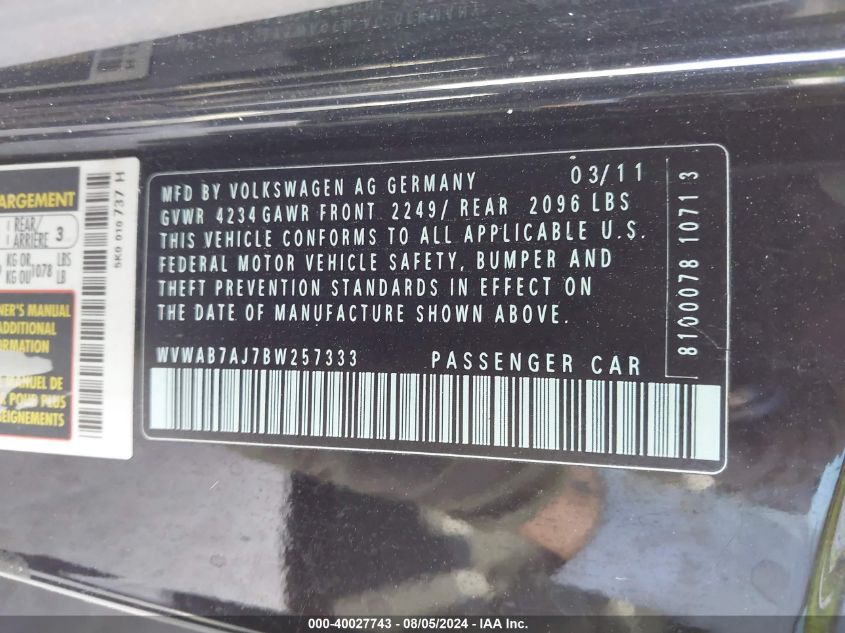 ARGEMENT
REAR/
ARRIÈRE 3
KG OR
KG OU 1078 LBS
LB
NER'S MANUAL
ADDITIONAL
ORMATION
MANUEL DE
POUR PLUS
EIGNEMENTS
5K0 010 737 H
MFD BY VOLKSWAGEN AG GERMANY 03/11
GVWR 4234 GAWR FRONT 2249/ REAR 2096 LBS
THIS VEHICLE CONFORMS TO ALL APPLICABLE U.S.
FEDERAL MOTOR VEHICLE SAFETY, BUMPER AND
THEFT PREVENTION STANDARDS IN EFFECT ON
THE DATE OF MANUFACTURE SHOWN ABOVE.
WVWAB7AJ7BW257333 PASSENGER CAR
8100078 1071 3
000-40027743 - 08/05/2024 - IAA Inc.